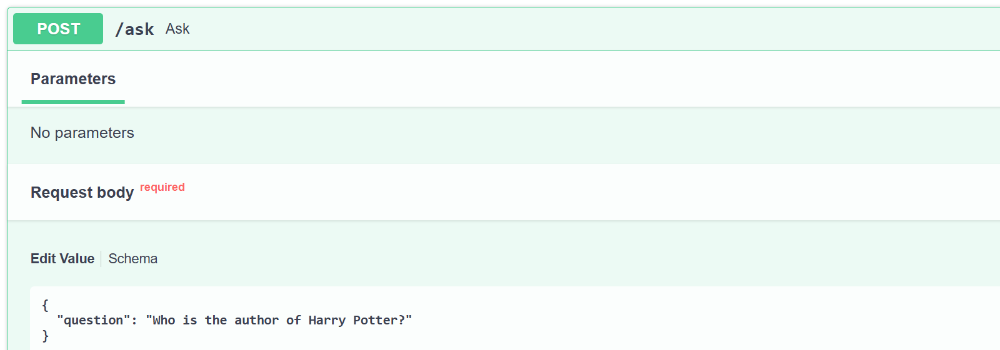 POST /ask Ask
Parameters
No parameters
Request body required
Edit Value Schema
{
"question": "Who is the author of Harry Potter?"
}